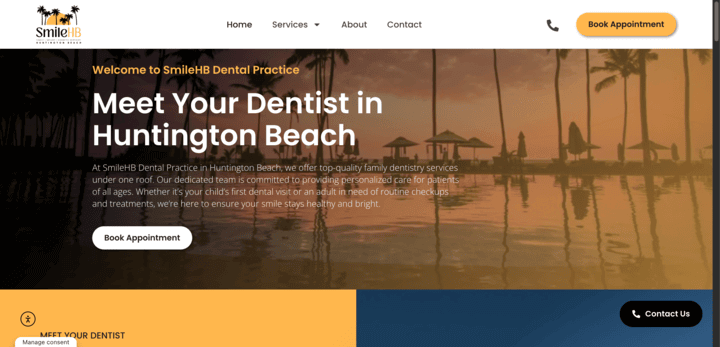 SmileHB
HUNTINGTON BEACH
Home
Services
About
Contact
Book Appointment
Welcome to SmileHB Dental Practice
Meet Your Dentist in
Huntington Beach
At SmileHB Dental Practice in Huntington Beach, we offer top-quality family dentistry services
under one roof. Our dedicated team is committed to providing personalized care for patients
of all ages. Whether it's your child's first dental visit or an adult in need of routine checkups
and treatments, we're here to ensure your smile stays healthy and bright.
Book Appointment
Contact Us
MEET YOUR DENTIST
Manage consent